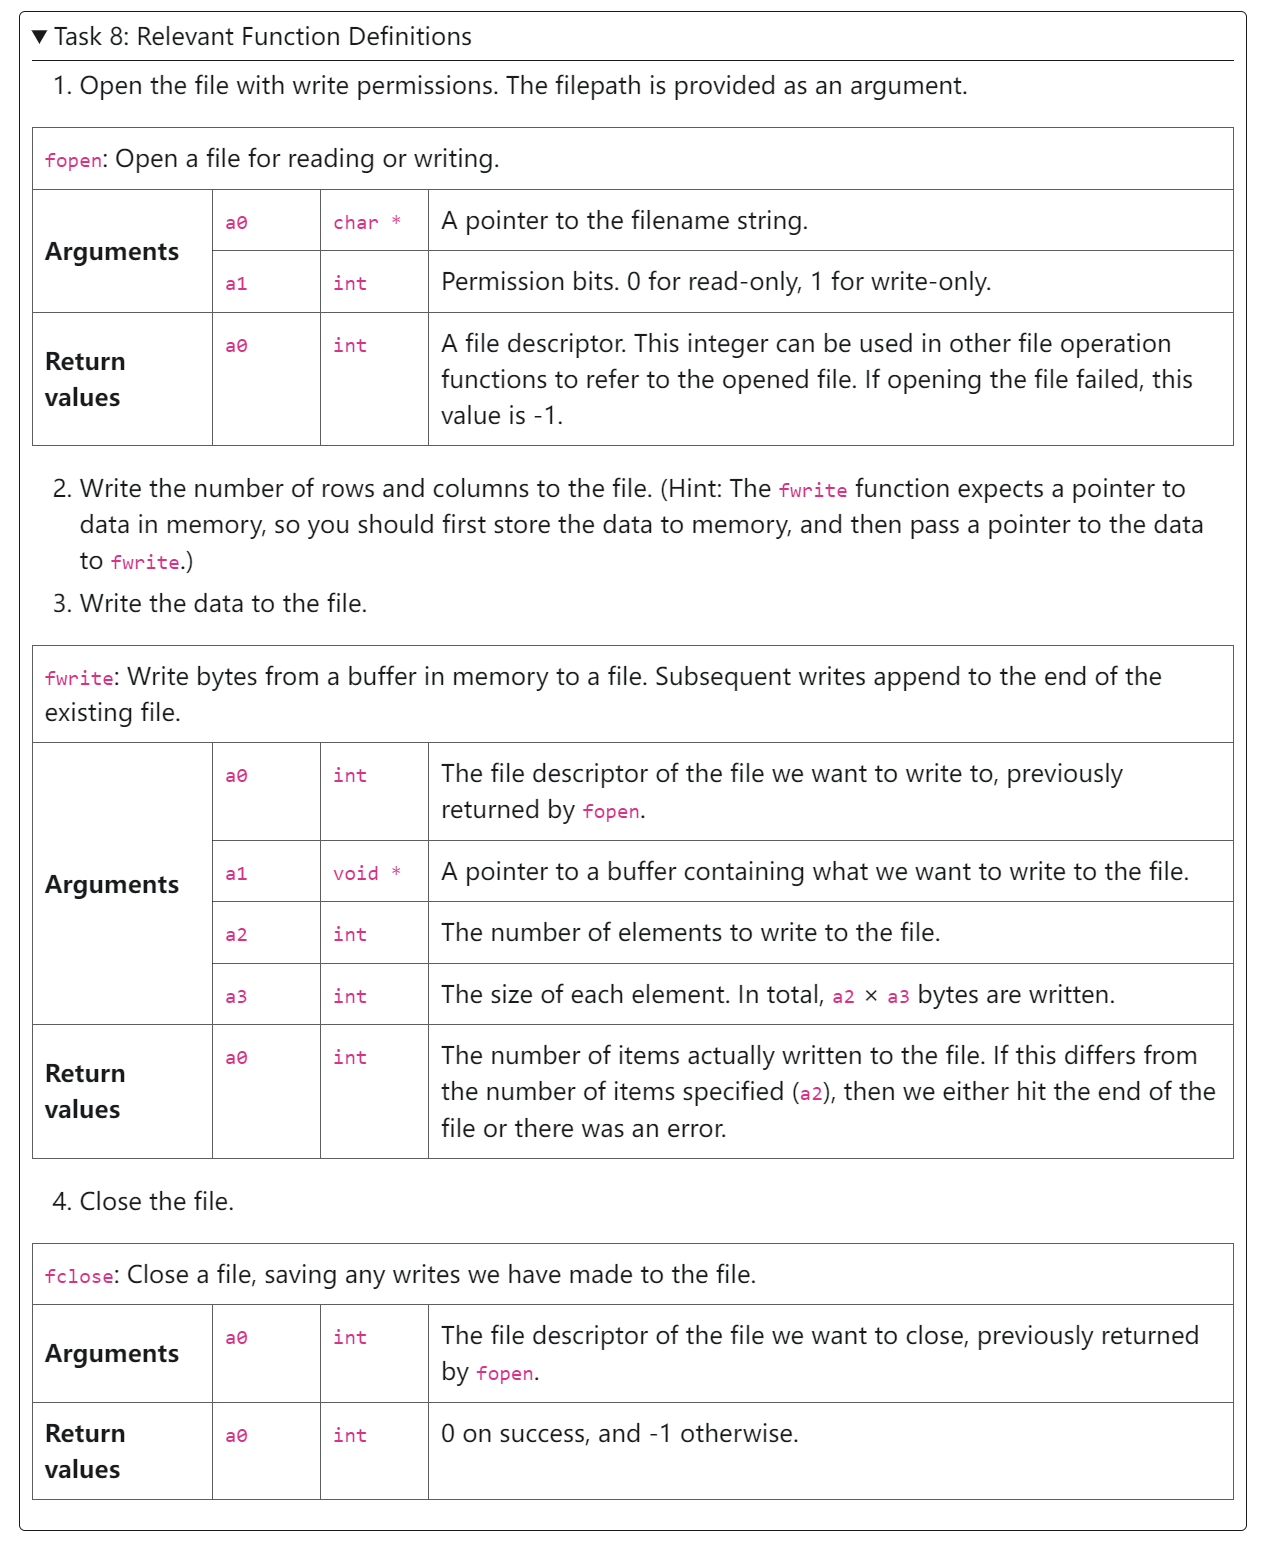 ▼ Task 8: Relevant Function Definitions
1. Open the file with write permissions. The filepath is provided as an argument.
fopen: Open a file for reading or writing.
Arguments
a0
char *
A pointer to the filename string.
a1
int
Permission bits. 0 for read-only, 1 for write-only.
Return
values
a0
int
A file descriptor. This integer can be used in other file operation
functions to refer to the opened file. If opening the file failed, this
value is -1.
2. Write the number of rows and columns to the file. (Hint: The fwrite function expects a pointer to
data in memory, so you should first store the data to memory, and then pass a pointer to the data
to fwrite.)
3. Write the data to the file.
fwrite: Write bytes from a buffer in memory to a file. Subsequent writes append to the end of the
existing file.
Arguments
a0
int
The file descriptor of the file we want to write to, previously
returned by fopen.
a1
void *
A pointer to a buffer containing what we want to write to the file.
a2
int
The number of elements to write to the file.
a3
int
The size of each element. In total, a2 × a3 bytes are written.
Return
values
a0
int
The number of items actually written to the file. If this differs from
the number of items specified (a2), then we either hit the end of the
file or there was an error.
4. Close the file.
fclose: Close a file, saving any writes we have made to the file.
Arguments
a0
int
The file descriptor of the file we want to close, previously returned
by fopen.
Return
values
a0
int
0 on success, and -1 otherwise.